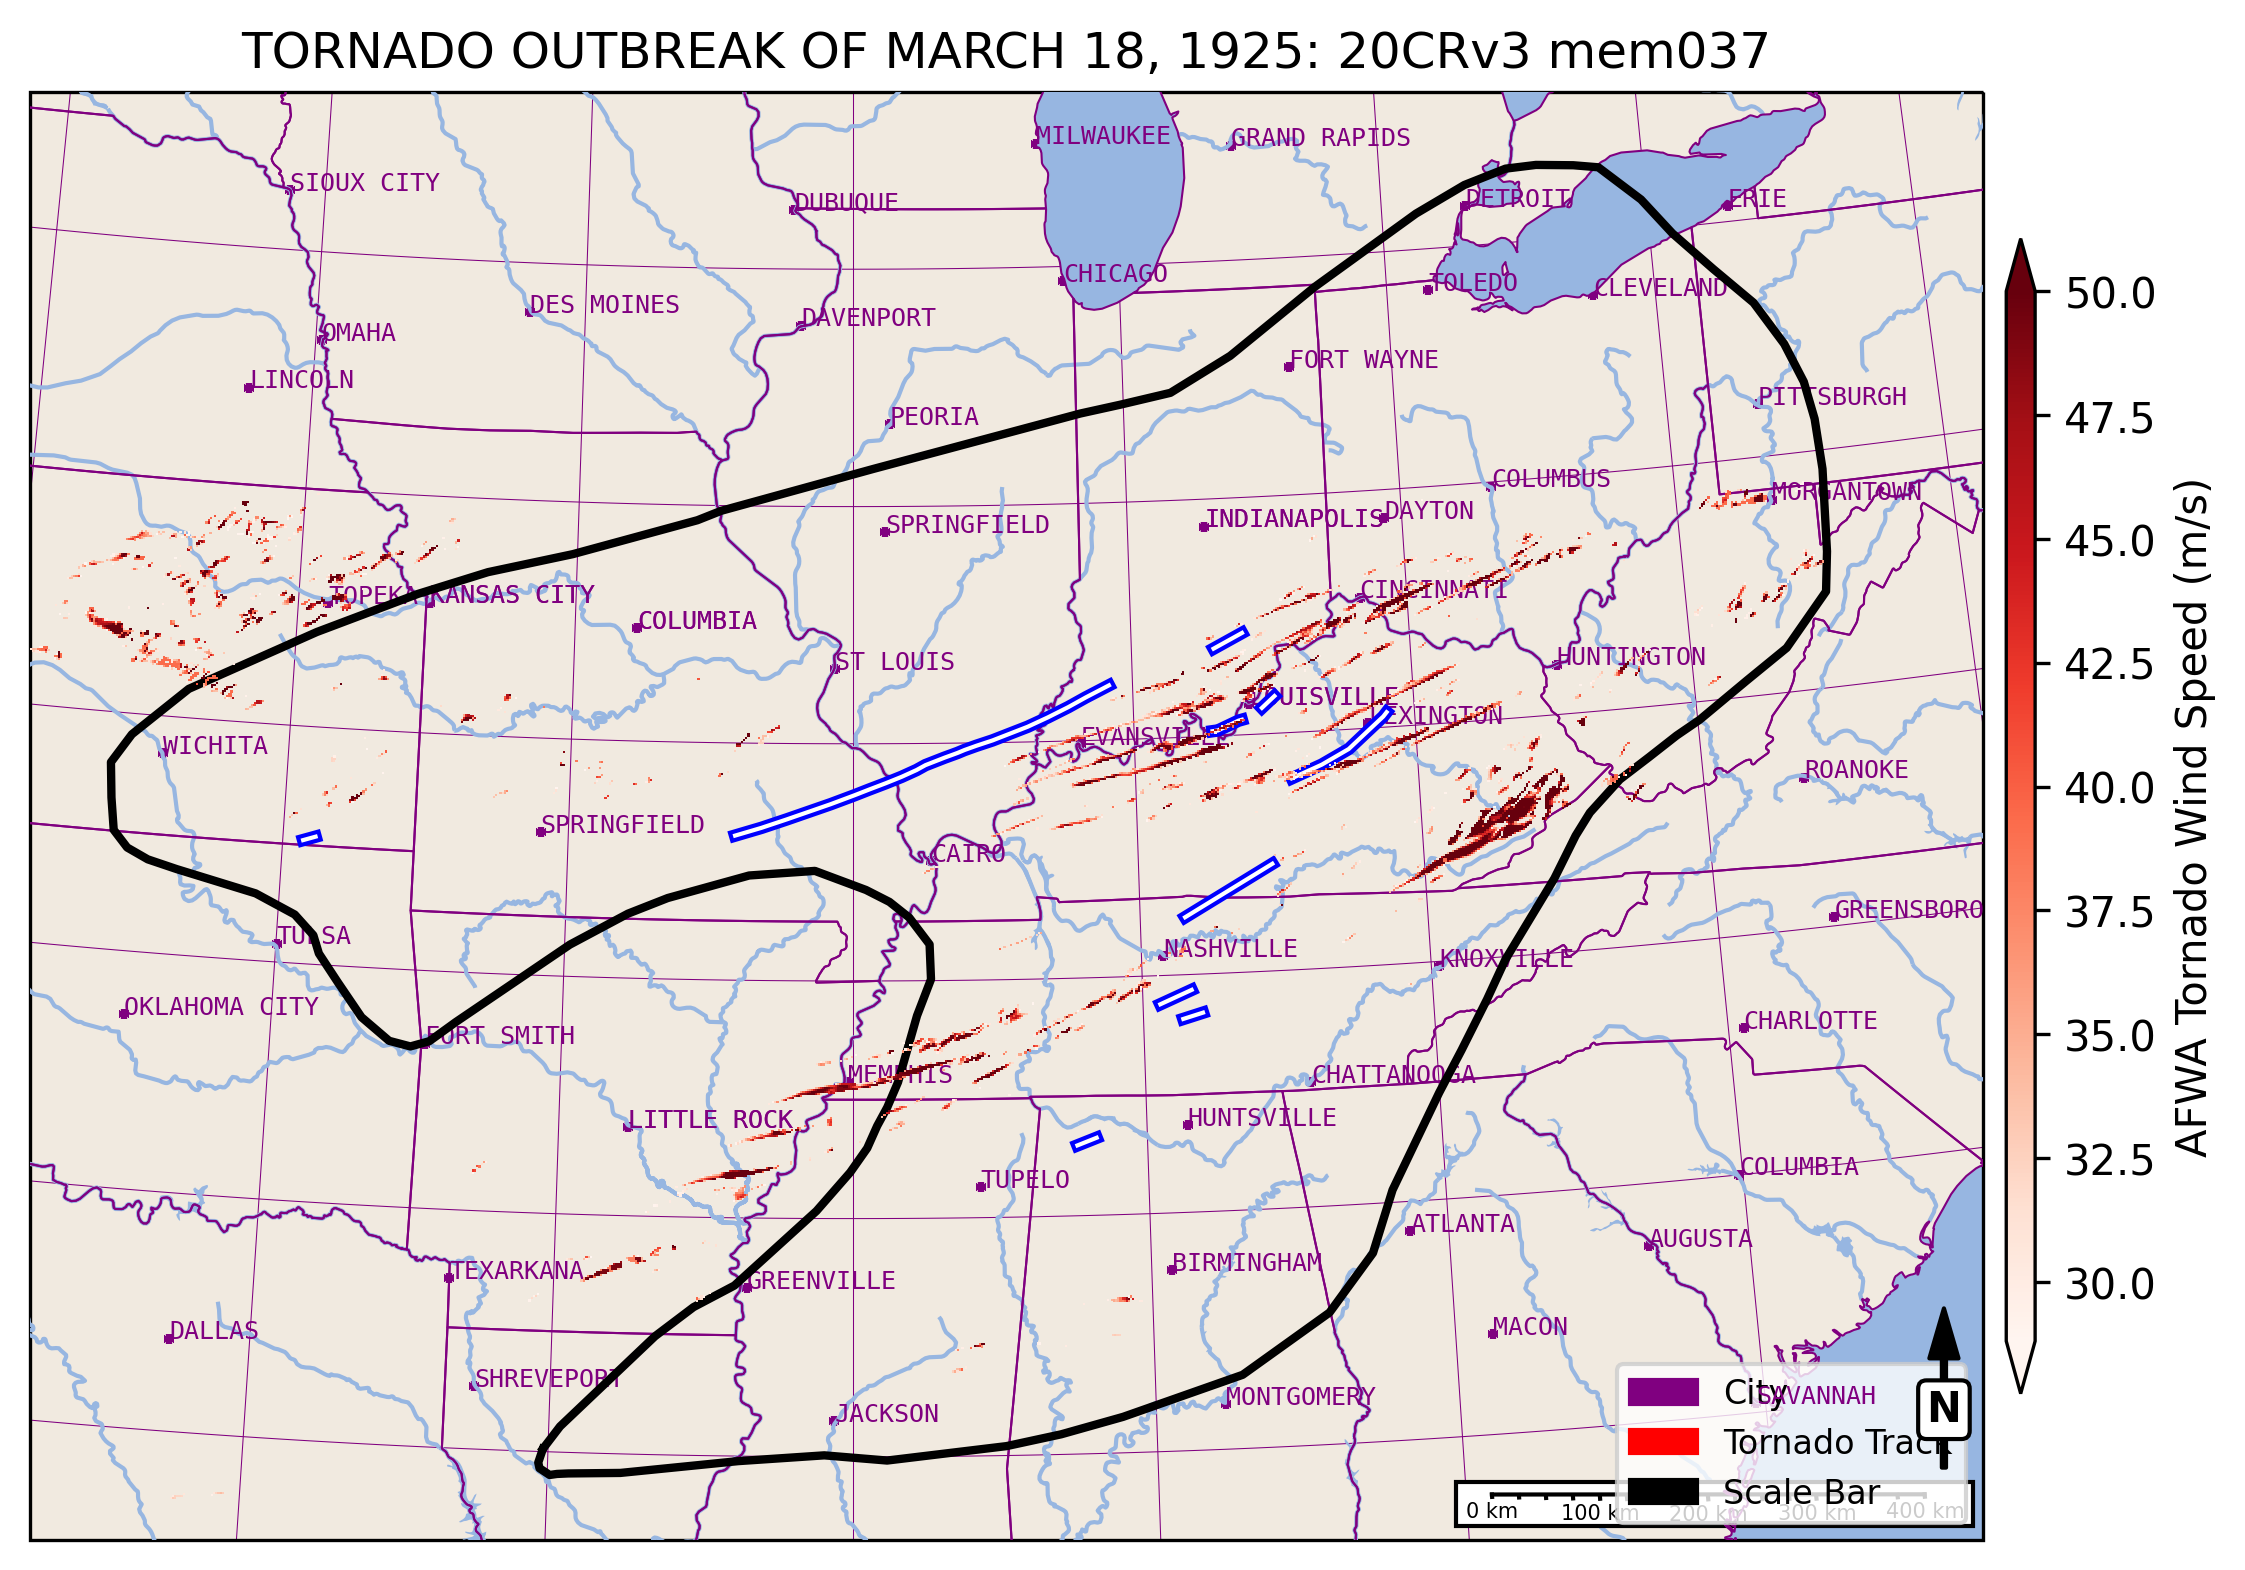 TORNADO OUTBREAK OF MARCH 18, 1925: 20CRv3 mem037
MILWAUKEE
GRAND RAPIDS
SIOUX CITY
DUBUQUE
DETROIT
ERIE
CHICAGO
TOLEDO
CLEVELAND
DES MOINES
DAVENPORT
OMAHA
FORT WAYNE
LINCOLN
PITTSBURGH
PEORIA
COLUMBUS
MORGANTOWN
SPRINGFIELD
INDIANAPOLIS
DAYTON
TOPEKA
KANSAS CITY
CINCINNATI
COLUMBIA
ST LOUIS
HUNTINGTON
LOUISVILLE
LEXINGTON
EVANSVILLE
WICHITA
ROANOKE
SPRINGFIELD
CAIRO
GREENSBORO
TULSA
NASHVILLE
KNOXVILLE
OKLAHOMA CITY
FORT SMITH
CHARLOTTE
MEMPHIS
CHATTANOOGA
LITTLE ROCK
HUNTSVILLE
TUPELO
COLUMBIA
ATLANTA
AUGUSTA
TEXARKANA
GREENVILLE
BIRMINGHAM
DALLAS
MACON
SHREVEPORT
JACKSON
MONTGOMERY
SAVANNAH
City
Tornado Track
Scale Bar
N
0 km
100 km
200 km
300 km
400 km
50.0
47.5
45.0
42.5
40.0
37.5
35.0
32.5
30.0
AFWA Tornado Wind Speed (m/s)